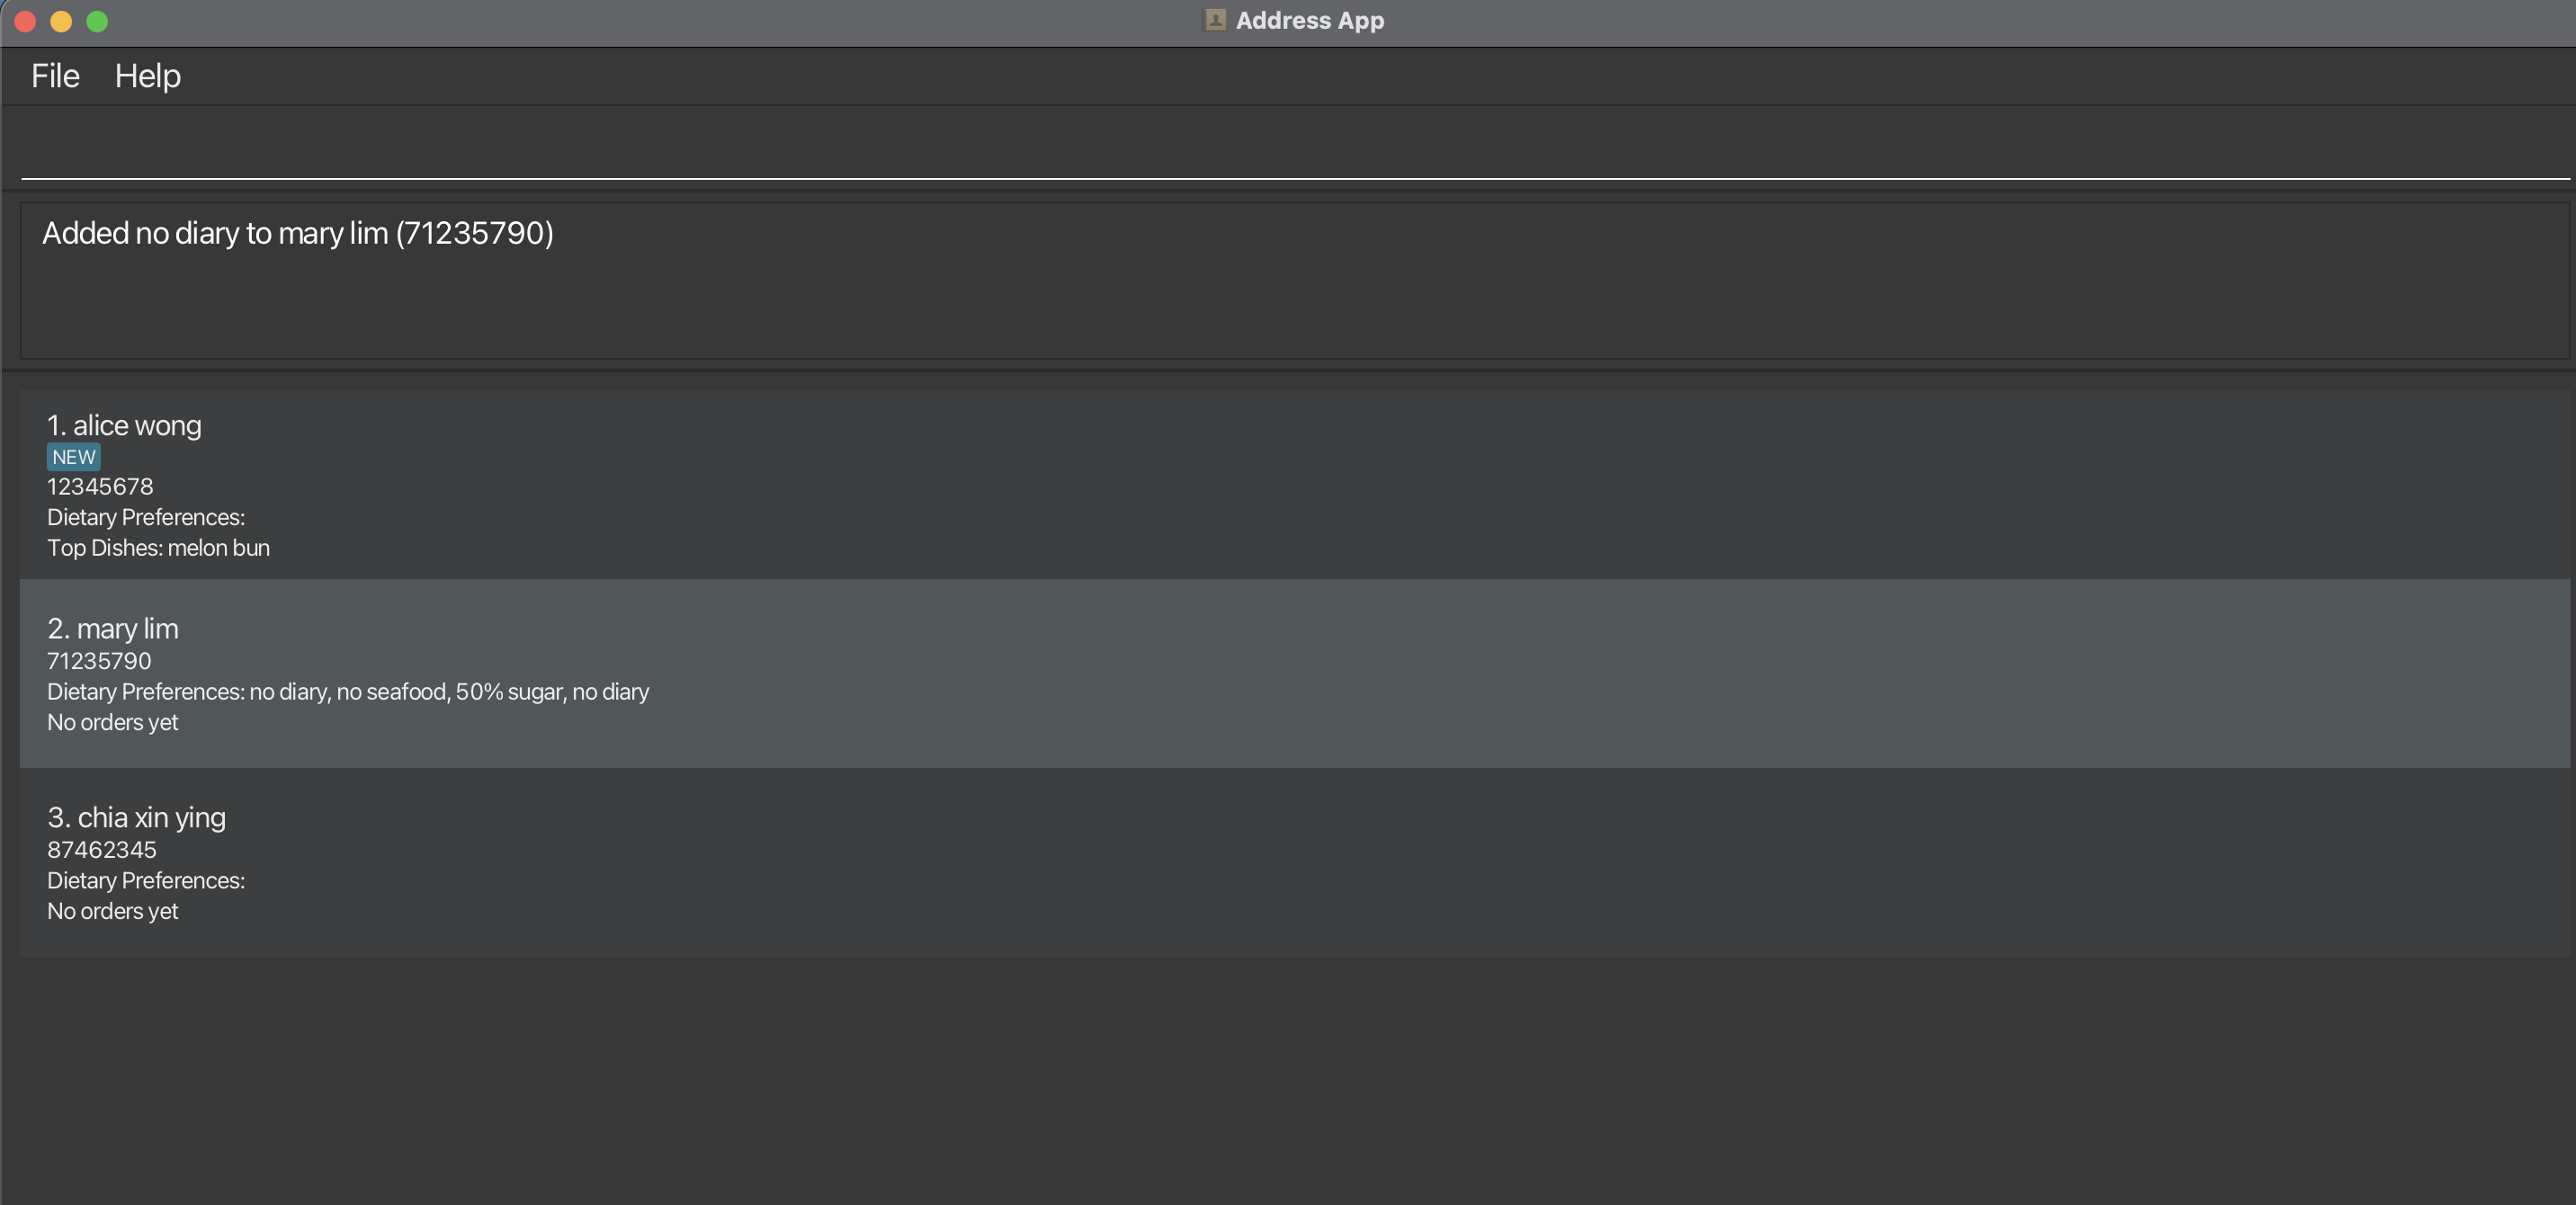 Address App
File Help
Added no diary to mary lim (71235790)
1. alice wong
NEW
12345678
Dietary Preferences:
Top Dishes: melon bun
2. mary lim
71235790
Dietary Preferences: no diary, no seafood, 50% sugar, no diary
No orders yet
3. chia xin ying
87462345
Dietary Preferences:
No orders yet